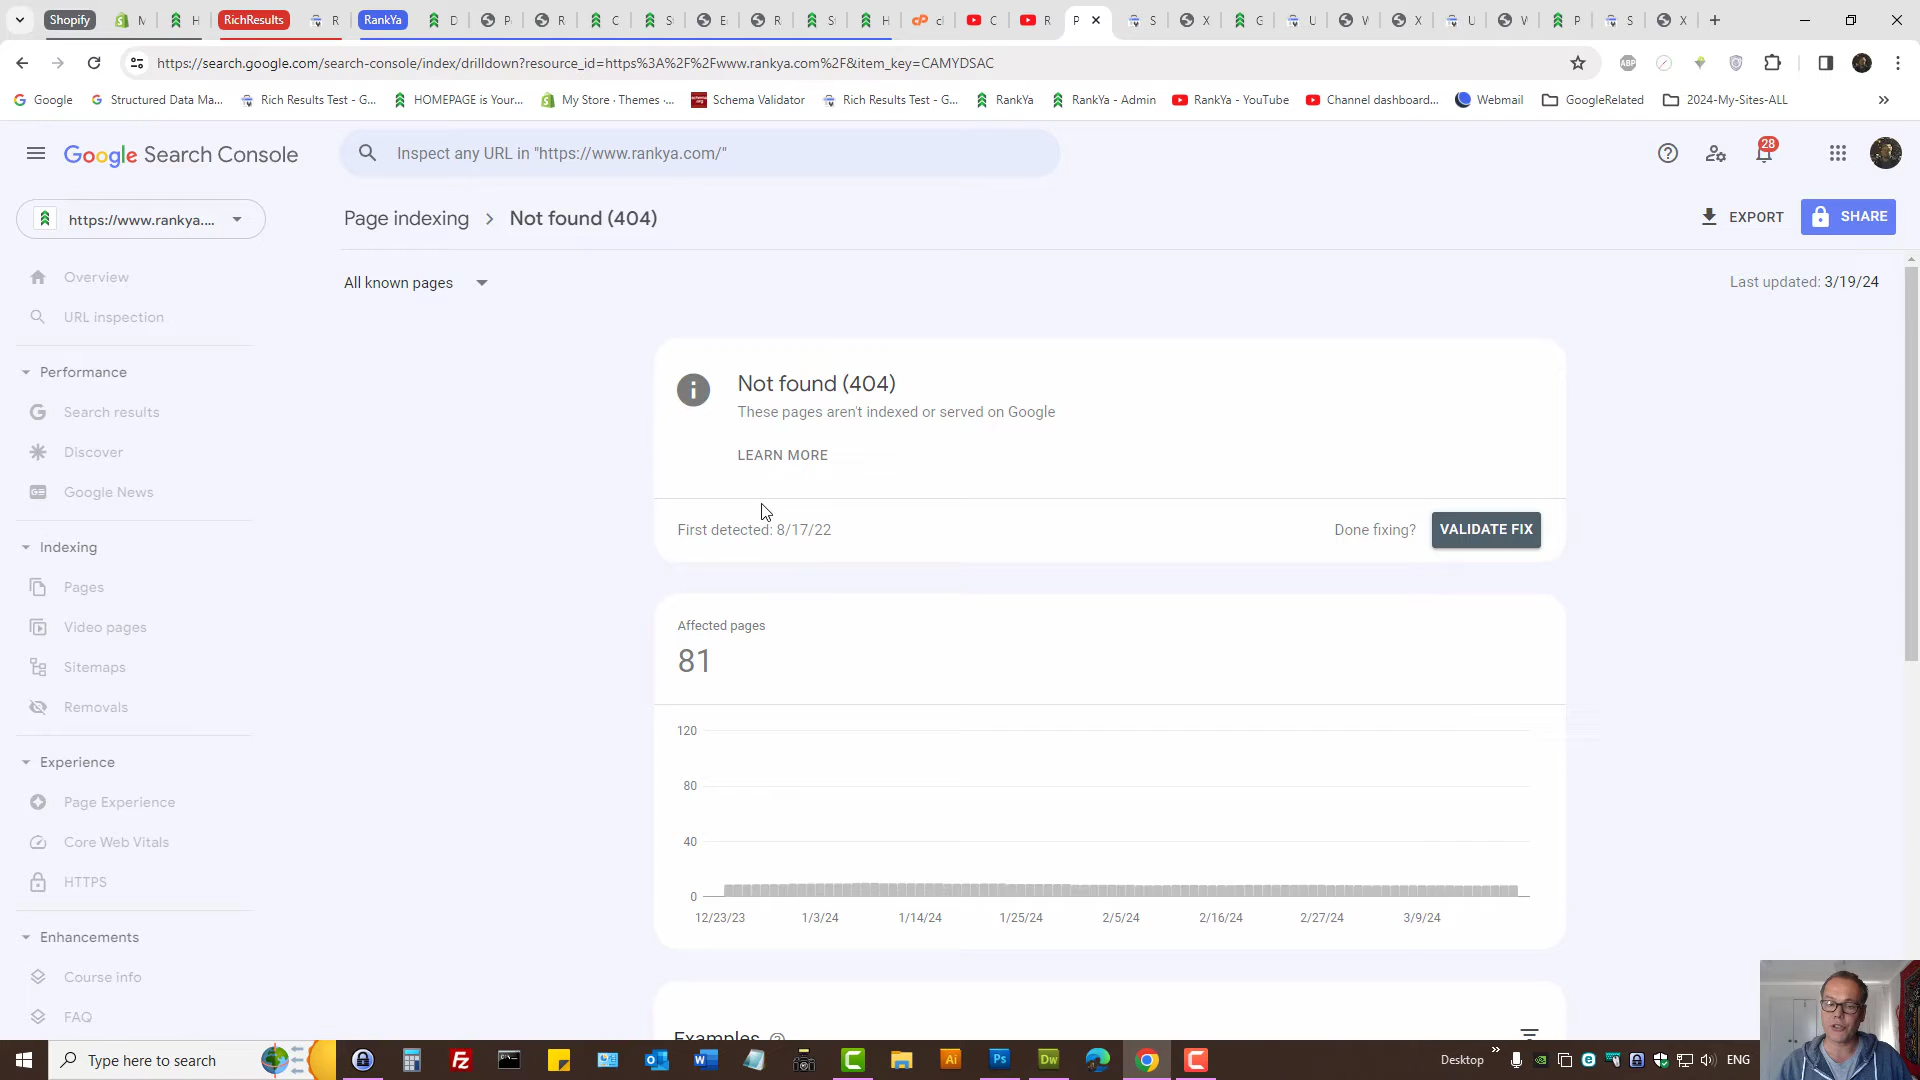 Shopify
M
H
RichResults
R
RankYa
D
P
R
C
S
E
R
S
H
cP cl
C
R
P
S
X
G
U
V
X
U
V
P
S
X
https://search.google.com/search-console/index/drilldown?resource_id=https%3A%2F%2Fwww.rankya.com%2F&item_key=CAMYDSAC
ABP
Google
Structured Data Ma...
Rich Results Test - G...
HOMEPAGE is Your...
My Store · Themes ·...
Schema Validator
Rich Results Test - G...
RankYa
RankYa - Admin
RankYa - YouTube
Channel dashboard...
Webmail
GoogleRelated
2024-My-Sites-ALL
Google Search Console
Inspect any URL in "https://www.rankya.com/"
28
https://www.rankya....
Page indexing
Not found (404)
EXPORT
SHARE
Overview
URL inspection
Performance
Search results
Discover
Google News
Indexing
Pages
Video pages
Sitemaps
Removals
Experience
Page Experience
Core Web Vitals
HTTPS
Enhancements
Course info
FAQ
All known pages
Last updated: 3/19/24
Not found (404)
These pages aren't indexed or served on Google
LEARN MORE
First detected: 8/17/22
Done fixing?
VALIDATE FIX
Affected pages
81
120
80
40
0
12/23/23
1/3/24
1/14/24
1/25/24
2/5/24
2/16/24
2/27/24
3/9/24
Examples
Type here to search
Fz
Ai
Ps
Dw
Desktop
ENG